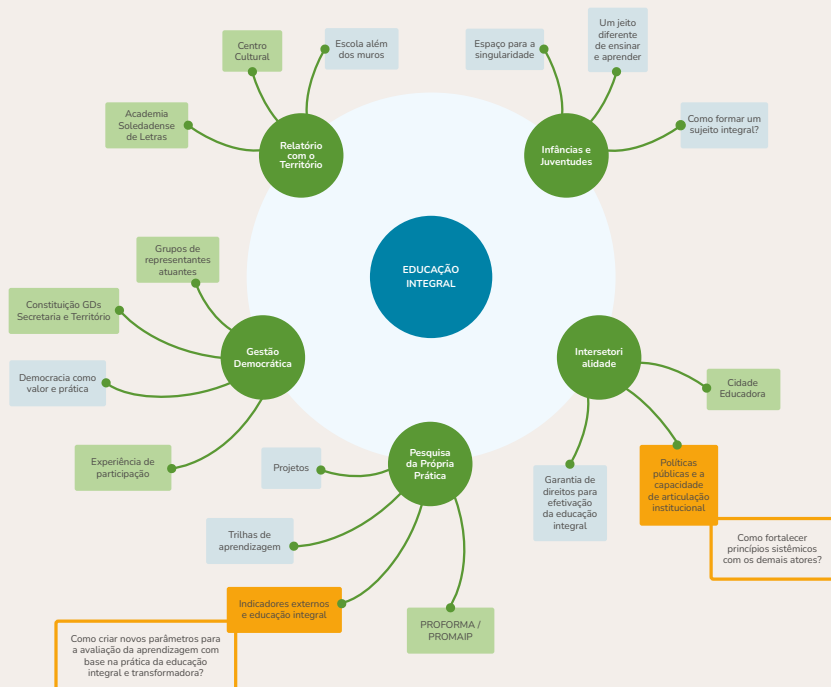 Centro
Cultural
Escola além
dos muros
Academia
Soledadense
de Letras
Relatório
com o
Território
Espaço para a
singularidade
Um jeito
diferente
de ensinar
e aprender
Como formar um
sujeito integral?
Infâncias e
Juventudes
EDUCAÇÃO
INTEGRAL
Grupos de
representantes
atuantes
Constituição GDs
Secretaria e Território
Democracia como
valor e prática
Experiência de
participação
Gestão
Democrática
Intersetori
alidade
Cidade
Educadora
Políticas
públicas e a
capacidade
de articulação
institucional
Como fortalecer
princípios sistêmicos
com os demais atores?
Garantia de
direitos para
efetivação
da educação
integral
Pesquisa
da Própria
Prática
Projetos
Trilhas de
aprendizagem
Indicadores externos
e educação integral
Como criar novos parâmetros para
a avaliação da aprendizagem com
base na prática da educação
integral e transformadora?
PROFORMA /
PROMAIP